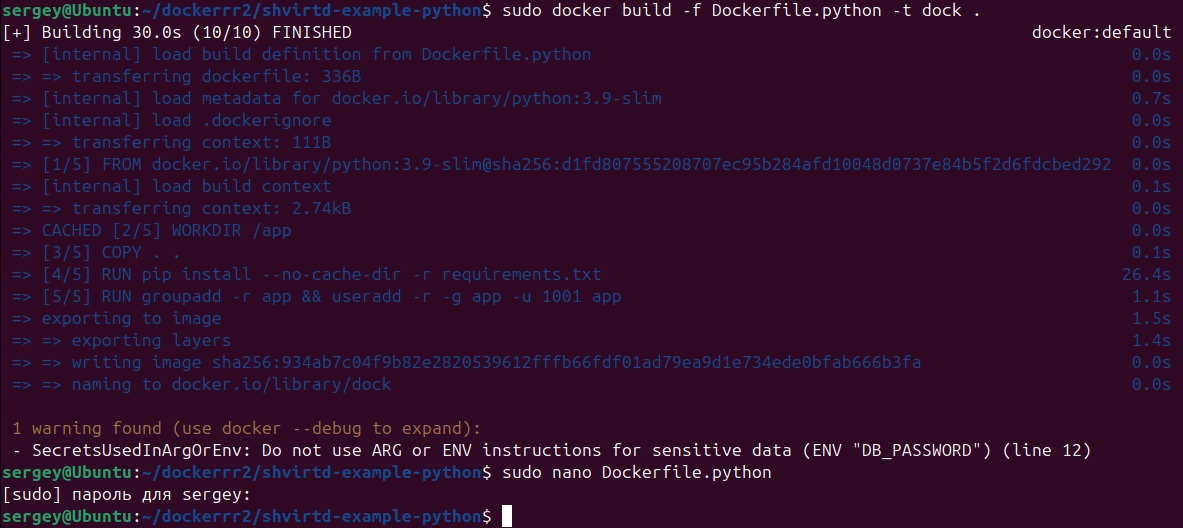 sergey@Ubuntu:~/dockerrr2/shvirtd-example-python$ sudo docker build -f Dockerfile.python -t dock .
[+] Building 30.0s (10/10) FINISHED docker:default
=> [internal] load build definition from Dockerfile.python 0.0s
=> => transferring dockerfile: 336B 0.0s
=> [internal] load metadata for docker.io/library/python:3.9-slim 0.7s
=> [internal] load .dockerignore 0.0s
=> => transferring context: 111B 0.0s
=> [1/5] FROM docker.io/library/python:3.9-slim@sha256:d1fd807555208707ec95b284afd10048d0737e84b5f2d6fdcbed292 0.0s
=> [internal] load build context 0.1s
=> => transferring context: 2.74kB 0.0s
=> CACHED [2/5] WORKDIR /app 0.0s
=> [3/5] COPY . . 0.1s
=> [4/5] RUN pip install --no-cache-dir -r requirements.txt 26.4s
=> [5/5] RUN groupadd -r app && useradd -r -g app -u 1001 app 1.1s
=> exporting to image 1.5s
=> => exporting layers 1.4s
=> => writing image sha256:934ab7c04f9b82e2820539612fffb66fdf01ad79ea9d1e734ede0bfab666b3fa 0.0s
=> => naming to docker.io/library/dock 0.0s
1 warning found (use docker --debug to expand):
- SecretsUsedInArgOrEnv: Do not use ARG or ENV instructions for sensitive data (ENV "DB_PASSWORD") (line 12)
sergey@Ubuntu:~/dockerrr2/shvirtd-example-python$ sudo nano Dockerfile.python
[sudo] пароль для sergey:
sergey@Ubuntu:~/dockerrr2/shvirtd-example-python$